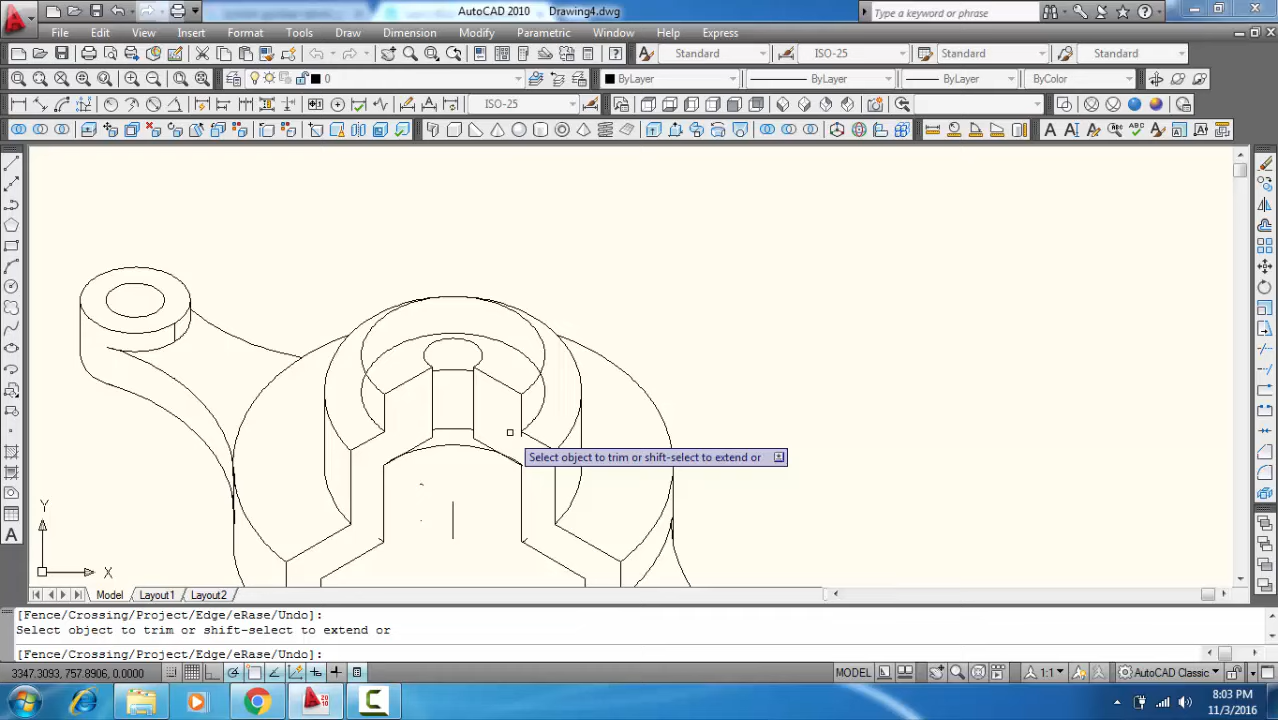 AutoCAD 2010 Drawing4.dwg
Type a keyword or phrase
File Edit View Insert Format Tools Draw Dimension Modify Parametric Window Help Express
Standard ISO-25 Standard Standard
0 ByLayer ByLayer ByLayer ByColor
ISO-25
Select object to trim or shift-select to extend or
Y
X
Model Layout1 Layout2
[Fence/Crossing/Project/Edge/eRase/Undo]:
Select object to trim or shift-select to extend or
[Fence/Crossing/Project/Edge/eRase/Undo]:
3347.3093, 757.8906, 0.0000 MODEL 1:1 AutoCAD Classic
8:03 PM
11/3/2016